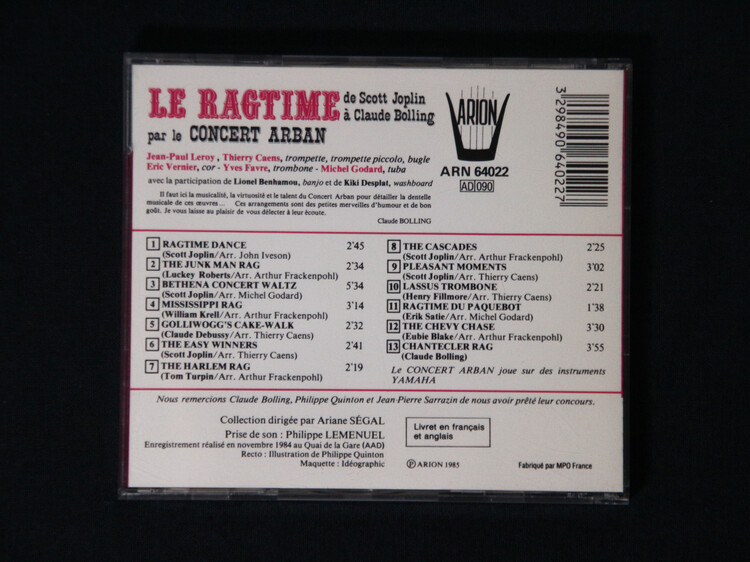 LE RAGTIME de Scott Joplin
à Claude Bolling
par le CONCERT ARBAN
ARION
ARN 64022
AD 090
3 298490 640227
Jean-Paul Leroy, Thierry Caens, trompette, trompette piccolo, bugle
Eric Vernier, cor - Yves Favre, trombone - Michel Godard, tuba
avec la participation de Lionel Benhamou, banjo et de Kiki Desplat, washboard
Il faut ici la musicalité, la virtuosité et le talent du Concert Arban pour détailler la dentelle
musicale de ces œuvres... Ces arrangements sont des petites merveilles d'humour et de bon
goût. Je vous laisse au plaisir de vous délecter à leur écoute.
Claude BOLLING
1 RAGTIME DANCE 2'45
(Scott Joplin/Arr. John Iveson)
2 THE JUNK MAN RAG 2'34
(Luckey Roberts/Arr. Arthur Frackenpohl)
3 BETHENA CONCERT WALTZ 5'34
(Scott Joplin/Arr. Michel Godard)
4 MISSISSIPPI RAG 3'14
(William Krell/Arr. Arthur Frackenpohl)
5 GOLLIWOGG'S CAKE-WALK 2'32
(Claude Debussy/Arr. Thierry Caens)
6 THE EASY WINNERS 2'41
(Scott Joplin/Arr. Thierry Caens)
7 THE HARLEM RAG 2'19
(Tom Turpin/Arr. Arthur Frackenpohl)
8 THE CASCADES 2'25
(Scott Joplin/Arr. Arthur Frackenpohl)
9 PLEASANT MOMENTS 3'02
(Scott Joplin/Arr. Thierry Caens)
10 LASSUS TROMBONE 2'21
(Henry Fillmore/Arr. Thierry Caens)
11 RAGTIME DU PAQUEBOT 1'38
(Erik Satie/Arr. Michel Godard)
12 THE CHEVY CHASE 3'30
(Eubie Blake/Arr. Arthur Frackenpohl)
13 CHANTECLER RAG 3'55
(Claude Bolling)
Le CONCERT ARBAN joue sur des instruments
YAMAHA
Nous remercions Claude Bolling, Philippe Quinton et Jean-Pierre Sarrazin de nous avoir prêté leur concours.
Collection dirigée par Ariane SÉGAL
Prise de son : Philippe LEMENUEL
Enregistrement réalisé en novembre 1984 au Quai de la Gare (AAD)
Recto : Illustration de Philippe Quinton
Maquette : Idéographic
Livret en français
et anglais
Ⓟ ARION 1985
Fabriqué par MPO France